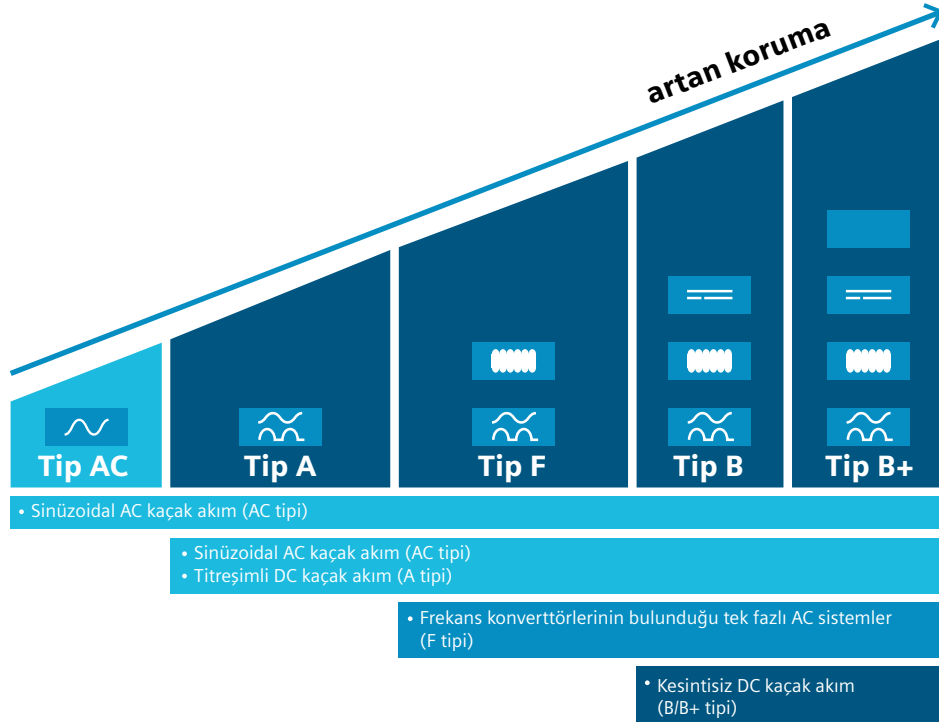 artan koruma
Tip AC
Tip A
Tip F
Tip B
Tip B+
• Sinüzoidal AC kaçak akım (AC tipi)
• Sinüzoidal AC kaçak akım (AC tipi)
• Titreşimli DC kaçak akım (A tipi)
• Frekans konverttörlerinin bulunduğu tek fazlı AC sistemler
(F tipi)
• Kesintisiz DC kaçak akım
(B/B+ tipi)